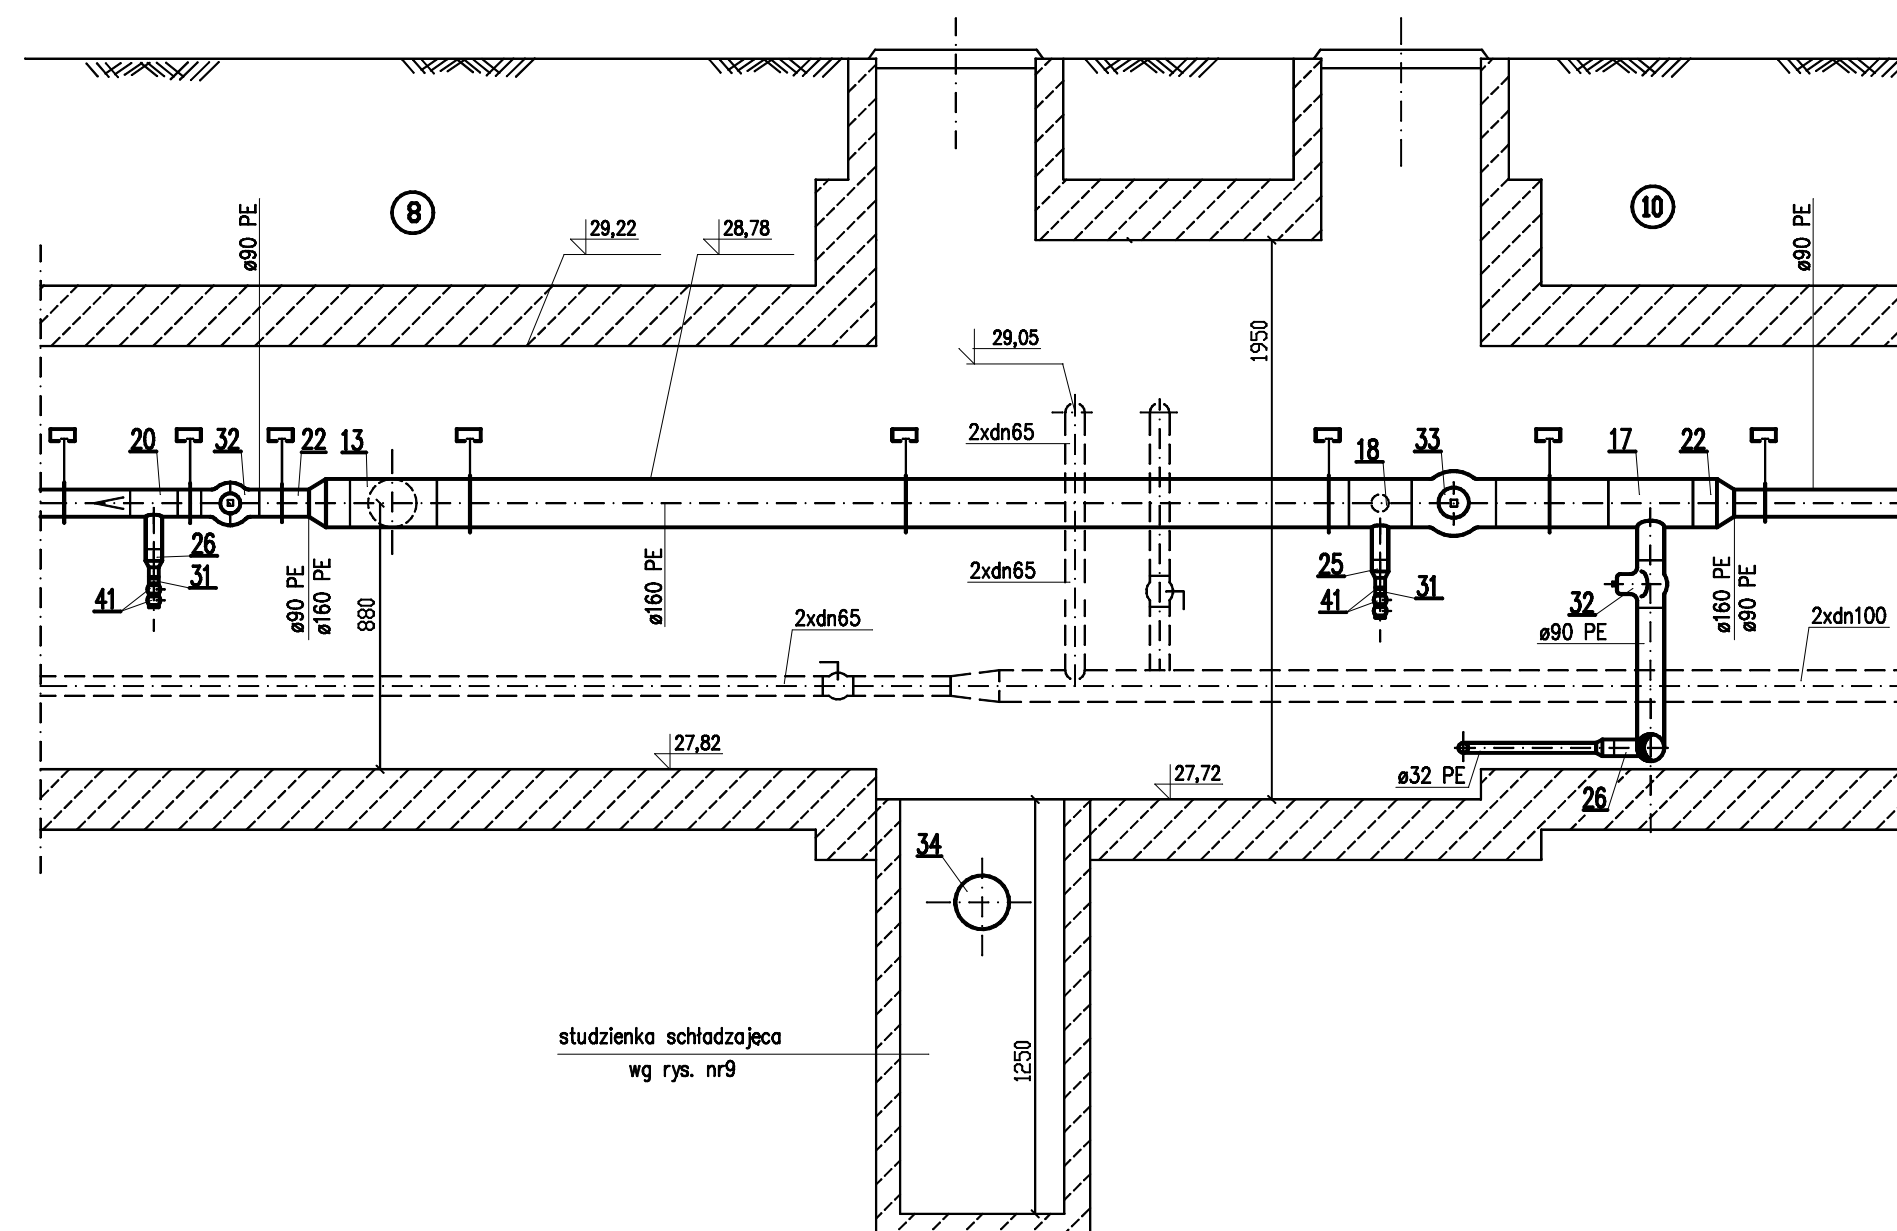 8
10
ø90 PE
29,22
28,78
ø90 PE
29,05
1950
2xdn65
20
32
22
13
18
33
17
22
26
31
41
ø90 PE
ø160 PE
880
ø160 PE
2xdn65
25
41
31
32
ø90 PE
ø160 PE
ø90 PE
2xdn65
2xdn100
27,82
27,72
ø32 PE
26
34
studzienka schładzajęca
wg rys. nr9
1250